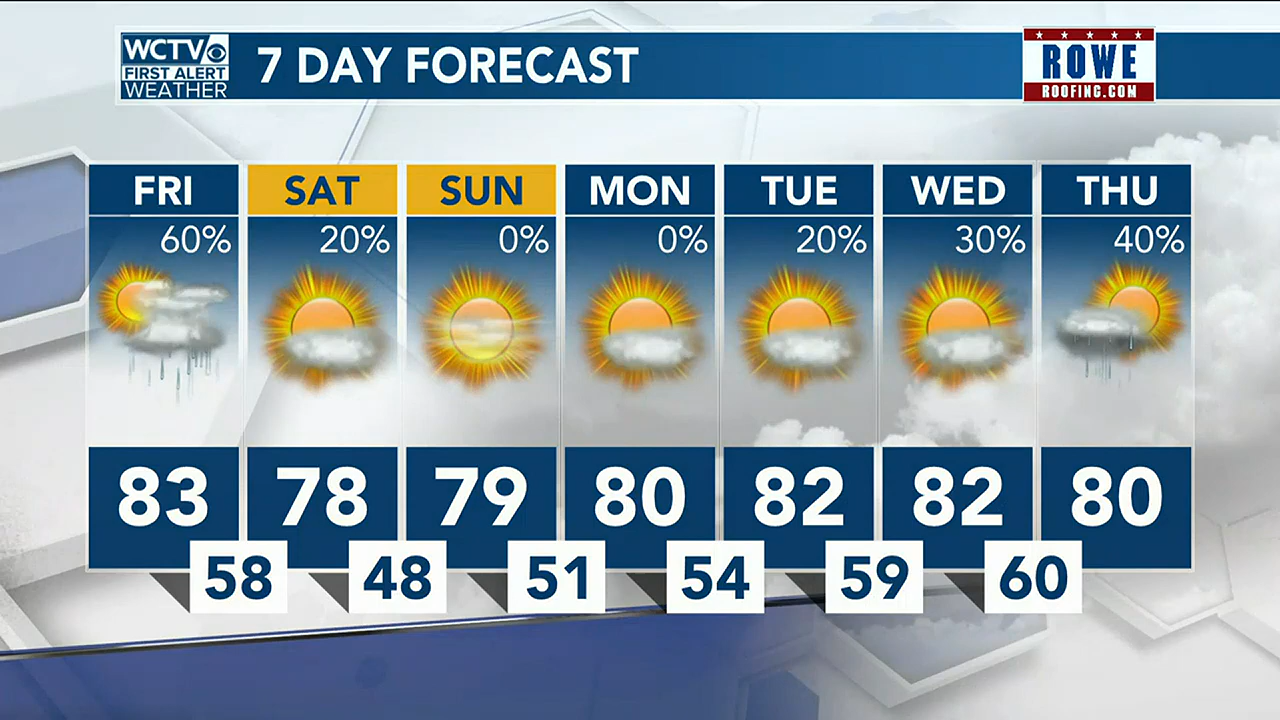 WCTV
FIRST ALERT
WEATHER
7 DAY FORECAST
ROWE
ROOFING.COM
FRI SAT SUN MON TUE WED THU
60% 20% 0% 0% 20% 30% 40%
83 78 79 80 82 82 80
58 48 51 54 59 60